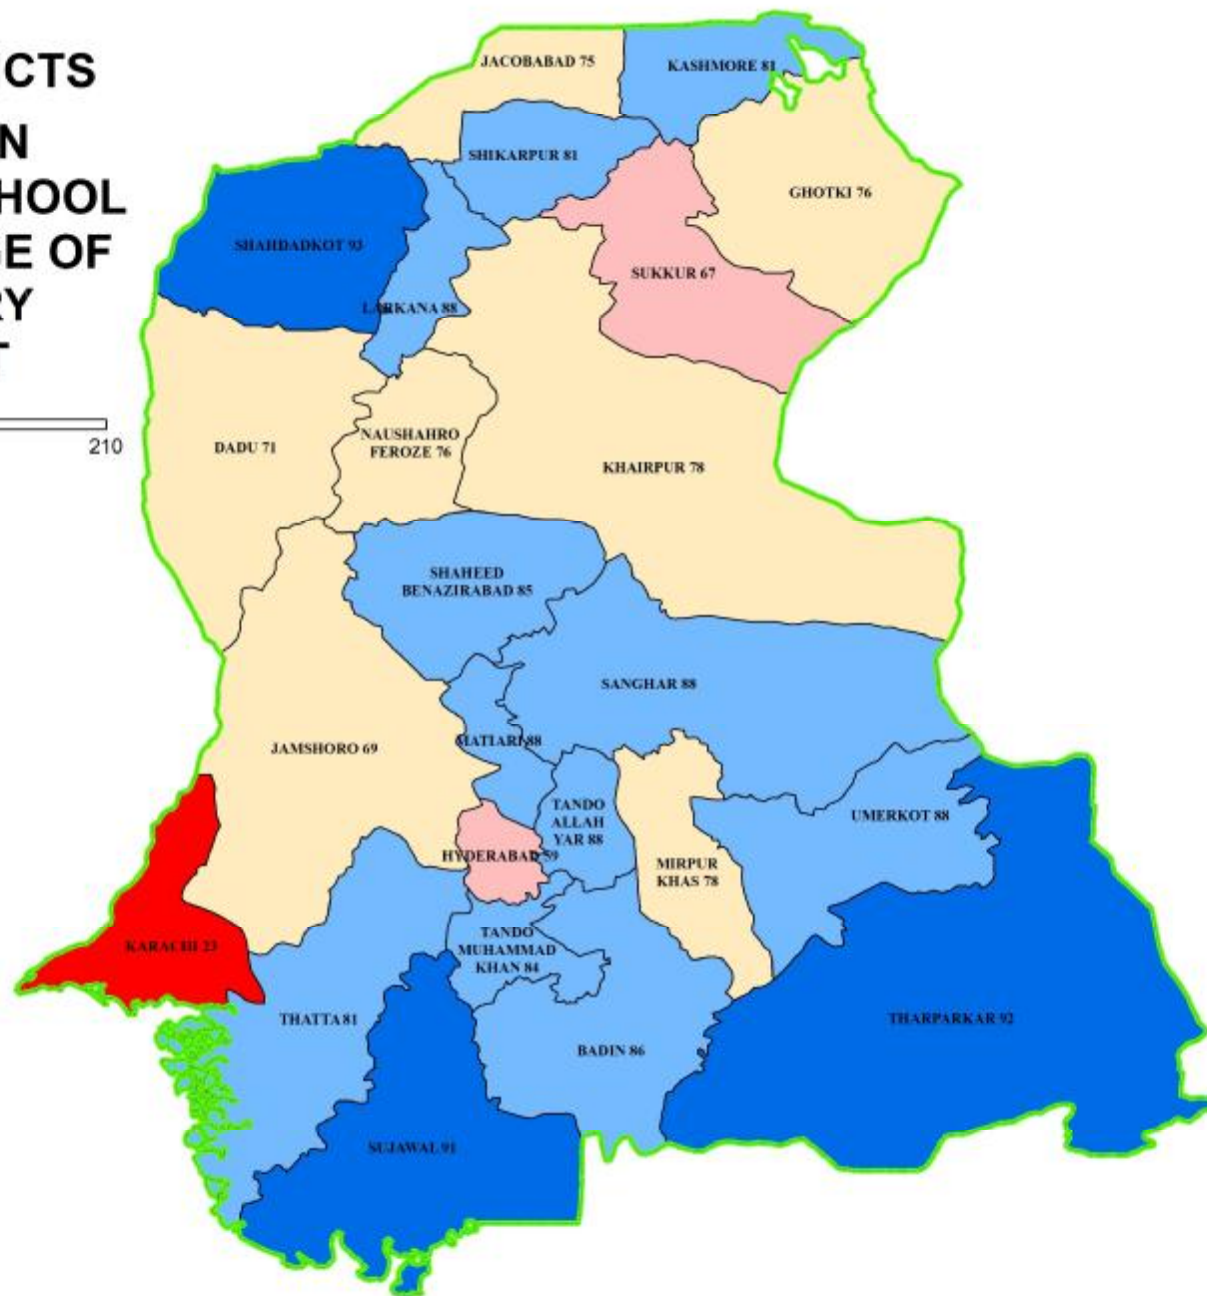 CTS
N
HOOL
GE OF
RY
T
210
JACOBABAD 75
KASHMORE 81
SHIKARPUR 81
GHOTKI 76
SHAHDADKOT 93
SUKKUR 67
LARKANA 88
DADU 71
NAUSHAHRO
FEROZE 76
KHAIRPUR 78
SHAHEED
BENAZIRABAD 85
SANGHAR 88
MATIARI 88
JAMSHORO 69
TANDO
ALLAH
YAR 88
UMERKOT 88
HYDERABAD 59
MIRPUR
KHAS 78
KARACHI 23
TANDO
MUHAMMAD
KHAN 84
THATTA 81
THARPARKAR 92
BADIN 86
SUJAWAL 91